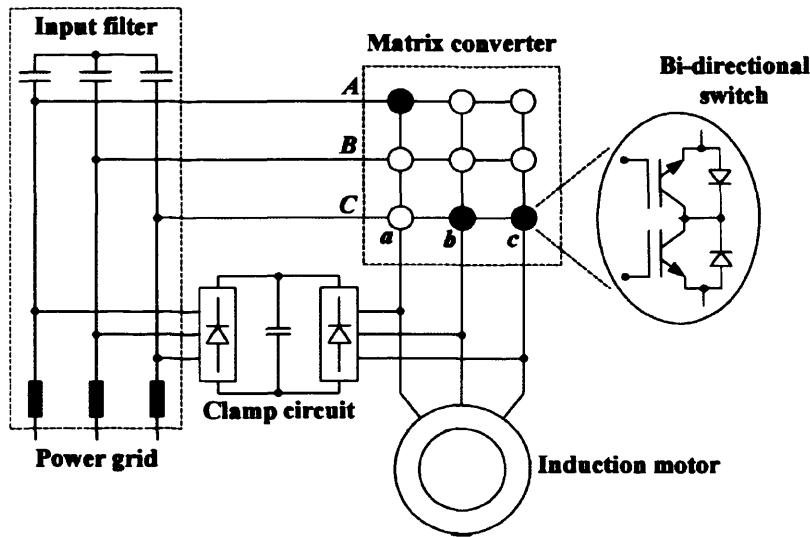 Input filter
Matrix converter
Bi-directional
switch
A
B
C
a
b
c
Clamp circuit
Power grid
Induction motor